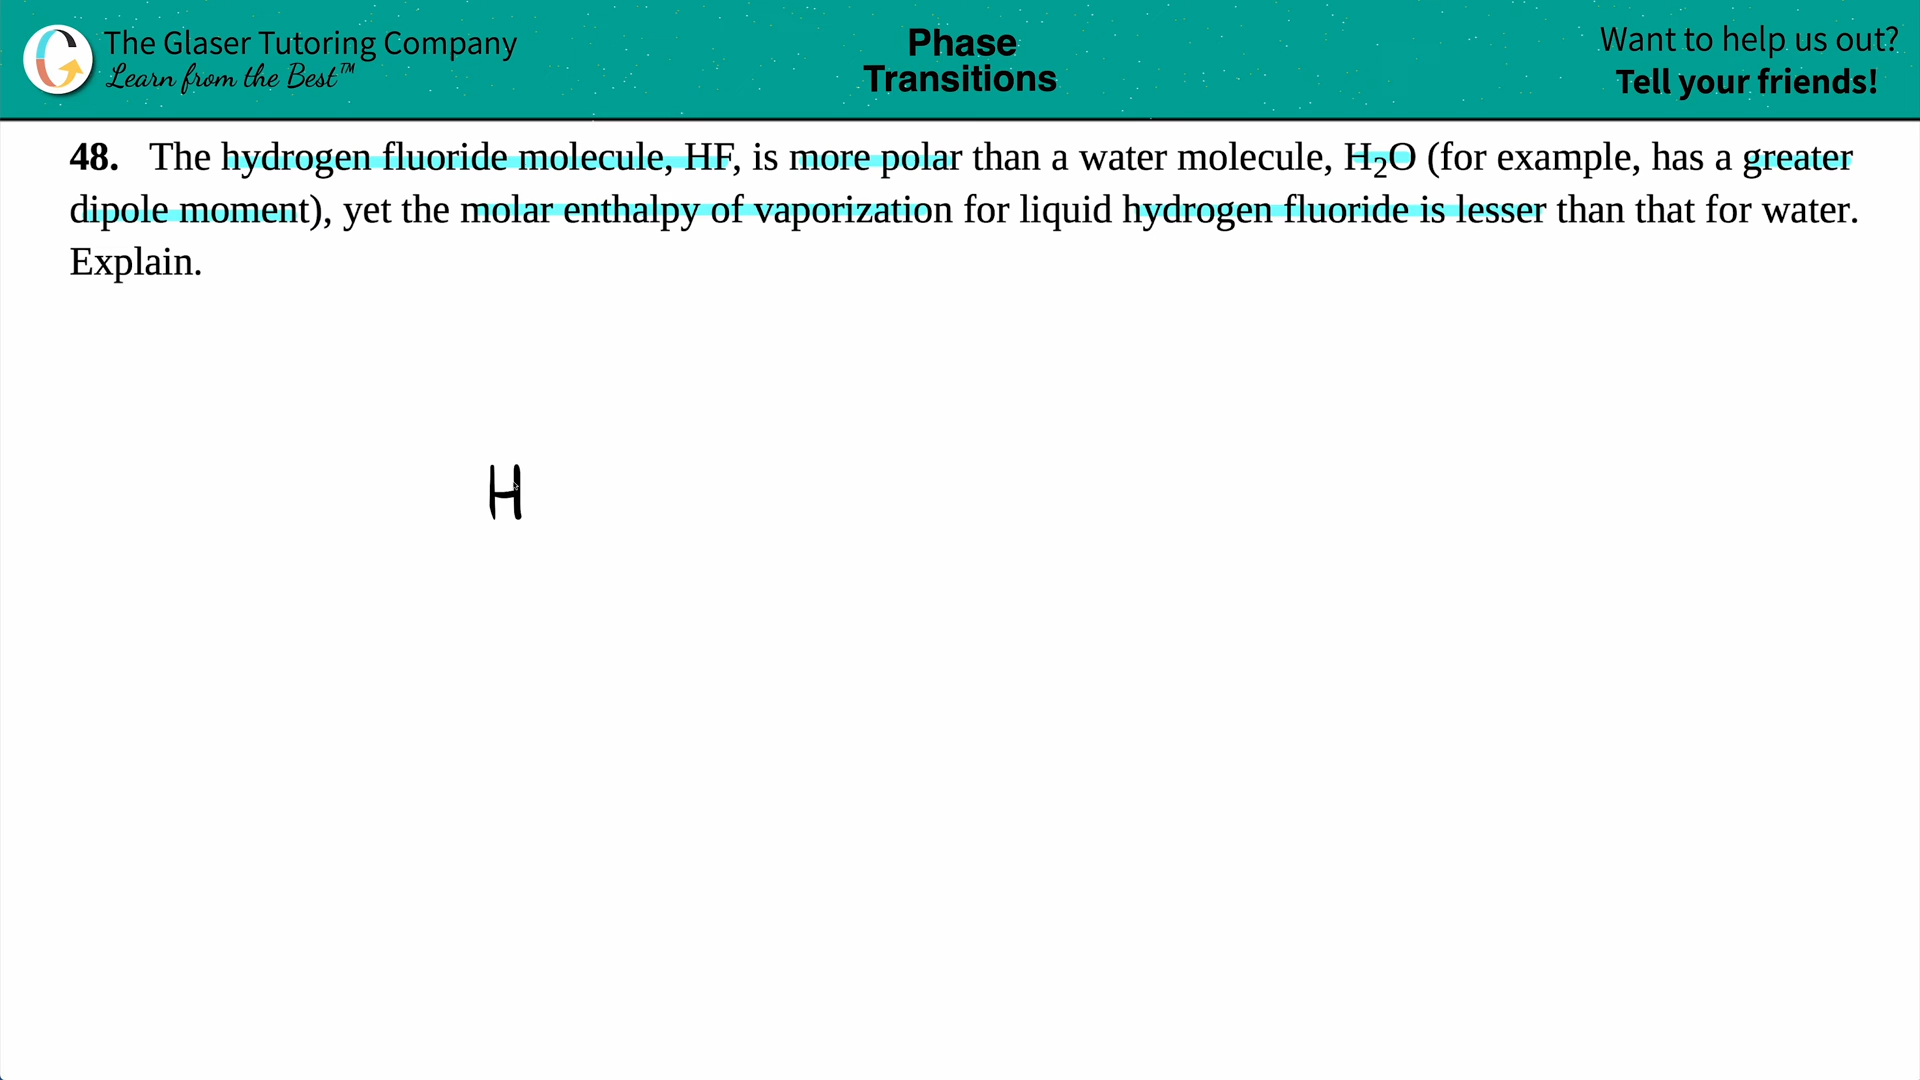 The Glaser Tutoring Company
Learn from the Best™
Phase
Transitions
Want to help us out?
Tell your friends!
48. The hydrogen fluoride molecule, HF, is more polar than a water molecule, H₂O (for example, has a greater
dipole moment), yet the molar enthalpy of vaporization for liquid hydrogen fluoride is lesser than that for water.
Explain.
H